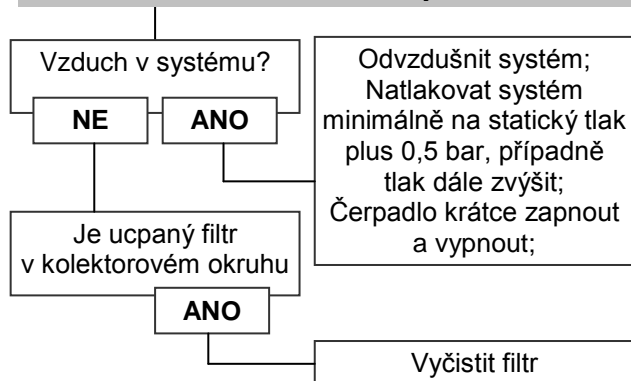 Vzduch v systému?
NE
ANO
Odvzdušnit systém;
Natlakovat systém
minimálně na statický tlak
plus 0,5 bar, případně
tlak dále zvýšit;
Čerpadlo krátce zapnout
a vypnout;
Je ucpaný filtr
v kolektorovém okruhu
ANO
Vyčistit filtr